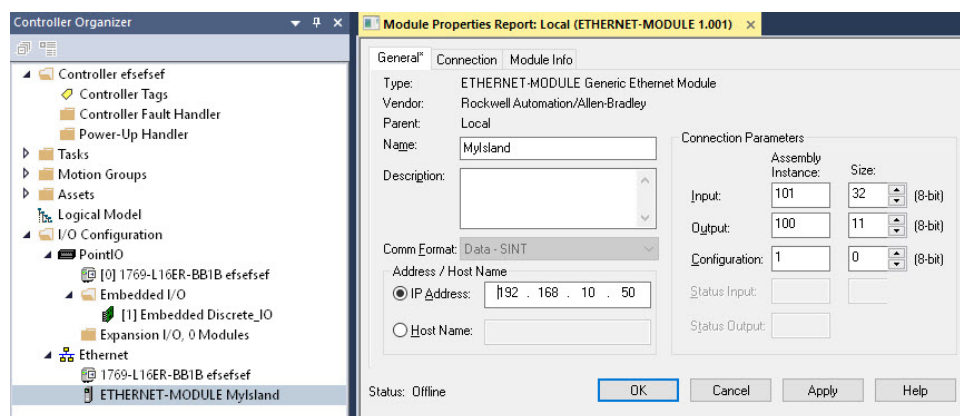 Controller Organizer
Controller efsefsef
Controller Tags
Controller Fault Handler
Power-Up Handler
Tasks
Motion Groups
Assets
Logical Model
I/O Configuration
PointIO
[0] 1769-L16ER-BB1B efsefsef
Embedded I/O
[1] Embedded Discrete_IO
Expansion I/O, 0 Modules
Ethernet
1769-L16ER-BB1B efsefsef
ETHERNET-MODULE MyIsland
Module Properties Report: Local (ETHERNET-MODULE 1.001)
General* Connection Module Info
Type: ETHERNET-MODULE Generic Ethernet Module
Vendor: Rockwell Automation/Allen-Bradley
Parent: Local
Name: MyIsland
Description:
Comm Format: Data - SINT
Address / Host Name
IP Address: 192 . 168 . 10 . 50
Host Name:
Connection Parameters
Assembly
Instance: Size:
Input: 101 32 (8-bit)
Output: 100 11 (8-bit)
Configuration: 1 0 (8-bit)
Status Input:
Status Output:
Status: Offline
OK Cancel Apply Help